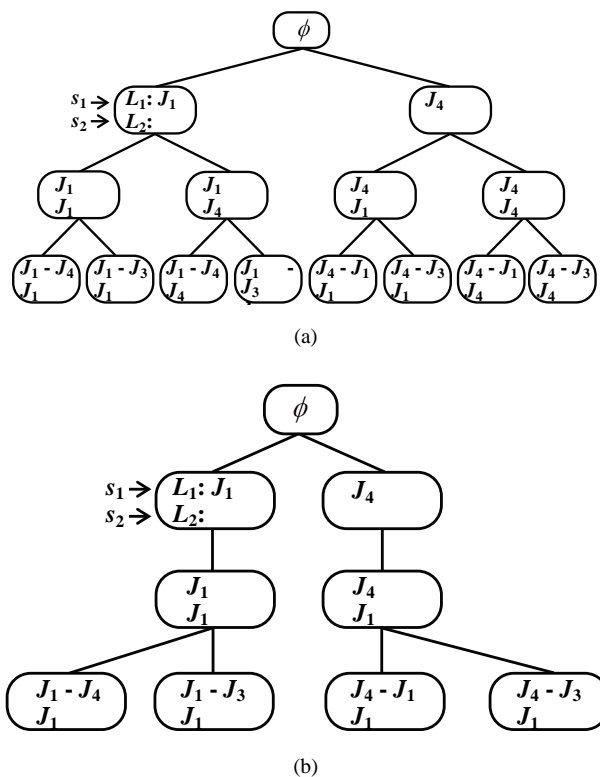 ϕ
s₁ → L₁: J₁
s₂ → L₂:
J₄
J₁
J₁
J₁
J₄
J₄
J₁
J₄
J₄
J₁ - J₄
J₁
J₁ - J₃
J₁
J₁ - J₄
J₄
J₁ -
J₃
J₄ - J₁
J₁
J₄ - J₃
J₁
J₄ - J₁
J₄
J₄ - J₃
J₄
(a)
ϕ
s₁ → L₁: J₁
s₂ → L₂:
J₄
J₁
J₁
J₄
J₁
J₁ - J₄
J₁
J₁ - J₃
J₁
J₄ - J₁
J₁
J₄ - J₃
J₁
(b)